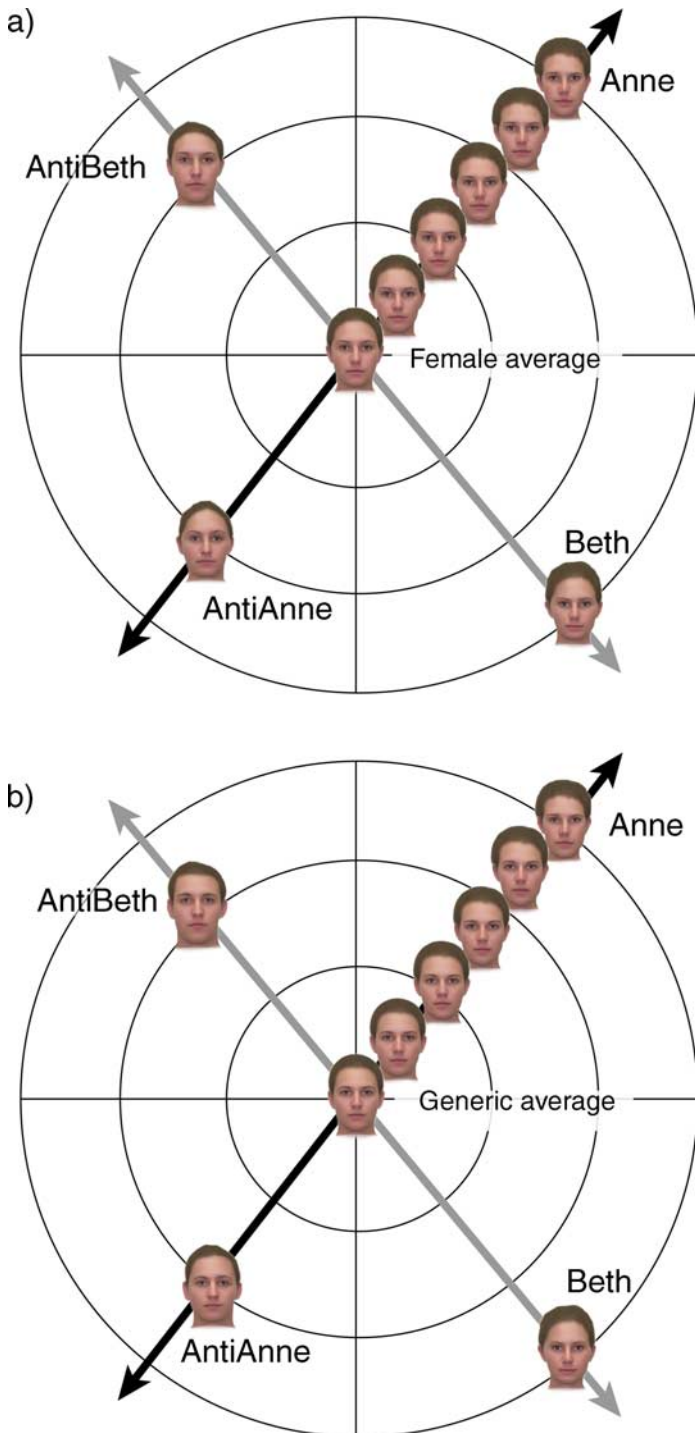 a)
Anne
AntiBeth
Female average
Beth
AntiAnne
b)
Anne
AntiBeth
Generic average
Beth
AntiAnne